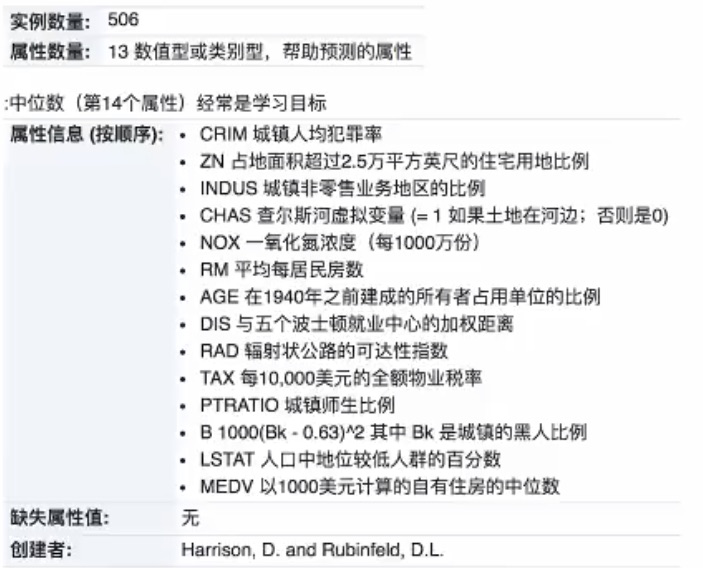 实例数量: 506
属性数量: 13 数值型或类别型，帮助预测的属性
:中位数（第14个属性）经常是学习目标
属性信息 (按顺序): • CRIM 城镇人均犯罪率
• ZN 占地面积超过2.5万平方英尺的住宅用地比例
• INDUS 城镇非零售业务地区的比例
• CHAS 查尔斯河虚拟变量 (= 1 如果土地在河边；否则是0)
• NOX 一氧化氮浓度（每1000万份）
• RM 平均每居民房数
• AGE 在1940年之前建成的所有者占用单位的比例
• DIS 与五个波士顿就业中心的加权距离
• RAD 辐射状公路的可达性指数
• TAX 每10,000美元的全额物业税率
• PTRATIO 城镇师生比例
• B 1000(Bk - 0.63)^2 其中 Bk 是城镇的黑人比例
• LSTAT 人口中地位较低人群的百分数
• MEDV 以1000美元计算的自有住房的中位数
缺失属性值: 无
创建者: Harrison, D. and Rubinfeld, D.L.